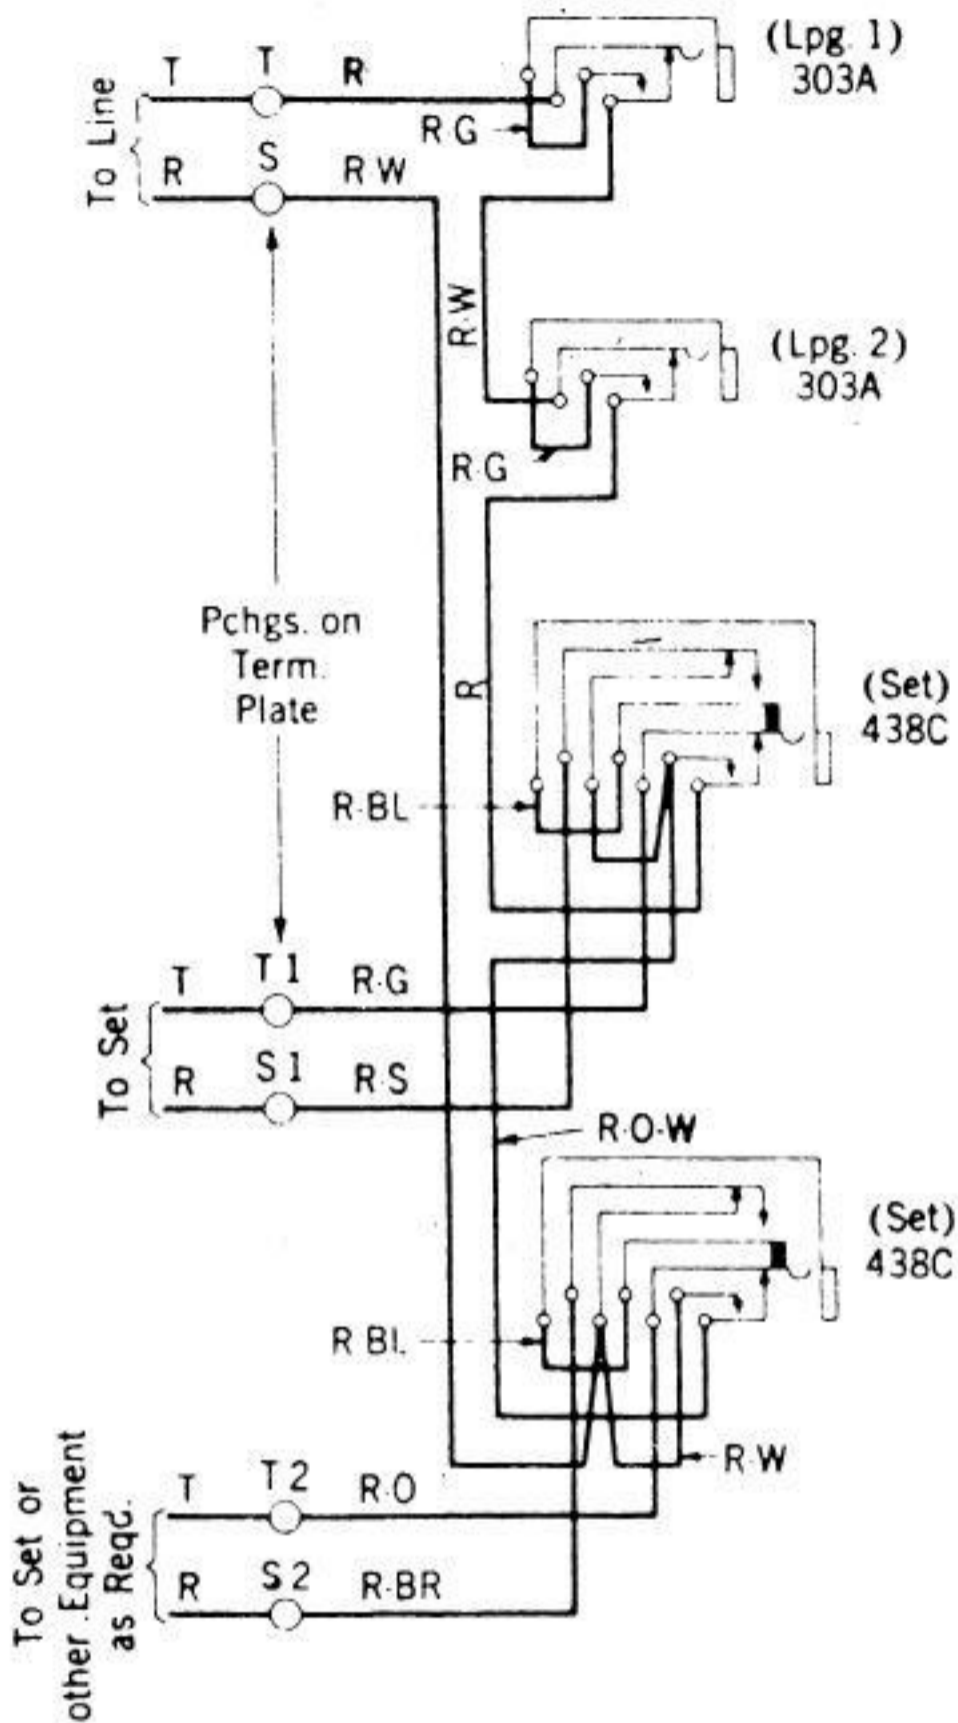 (Lpg. 1)
303A
To Line
T
T
R
R·G
R
S
R·W
R·W
(Lpg. 2)
303A
R·G
Pchgs. on
Term.
Plate
R
(Set)
438C
R·BL
To Set
T
T1
R·G
R
S1
R·S
R·O·W
(Set)
438C
R·BL
R·W
To Set or
other Equipment
as Reqd.
T
T2
R·O
R
S2
R·BR